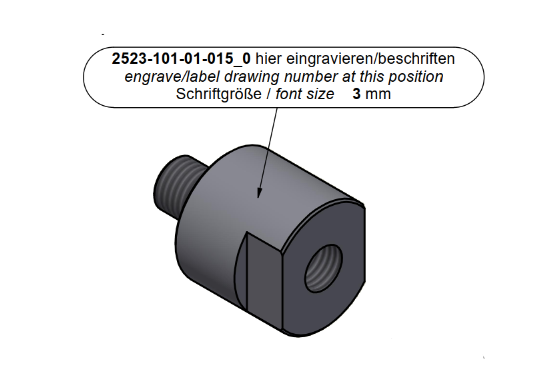 2523-101-01-015_0 hier eingravieren/beschriften
engrave/label drawing number at this position
Schriftgröße / font size 3 mm